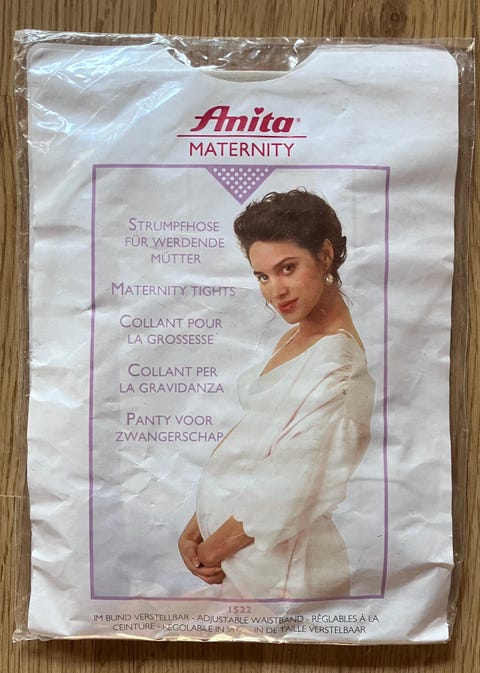 Anita®
MATERNITY
STRUMPFHOSE
FÜR WERDENDE
MÜTTER
MATERNITY TIGHTS
COLLANT POUR
LA GROSSESSE
COLLANT PER
LA GRAVIDANZA
PANTY VOOR
ZWANGERSCHAP
1522
IM BUND VERSTELLBAR - ADJUSTABLE WAISTBAND - RÉGLABLES À LA
CEINTURE - REGOLABILE IN - IN DE TAILLE VERSTELBAAR